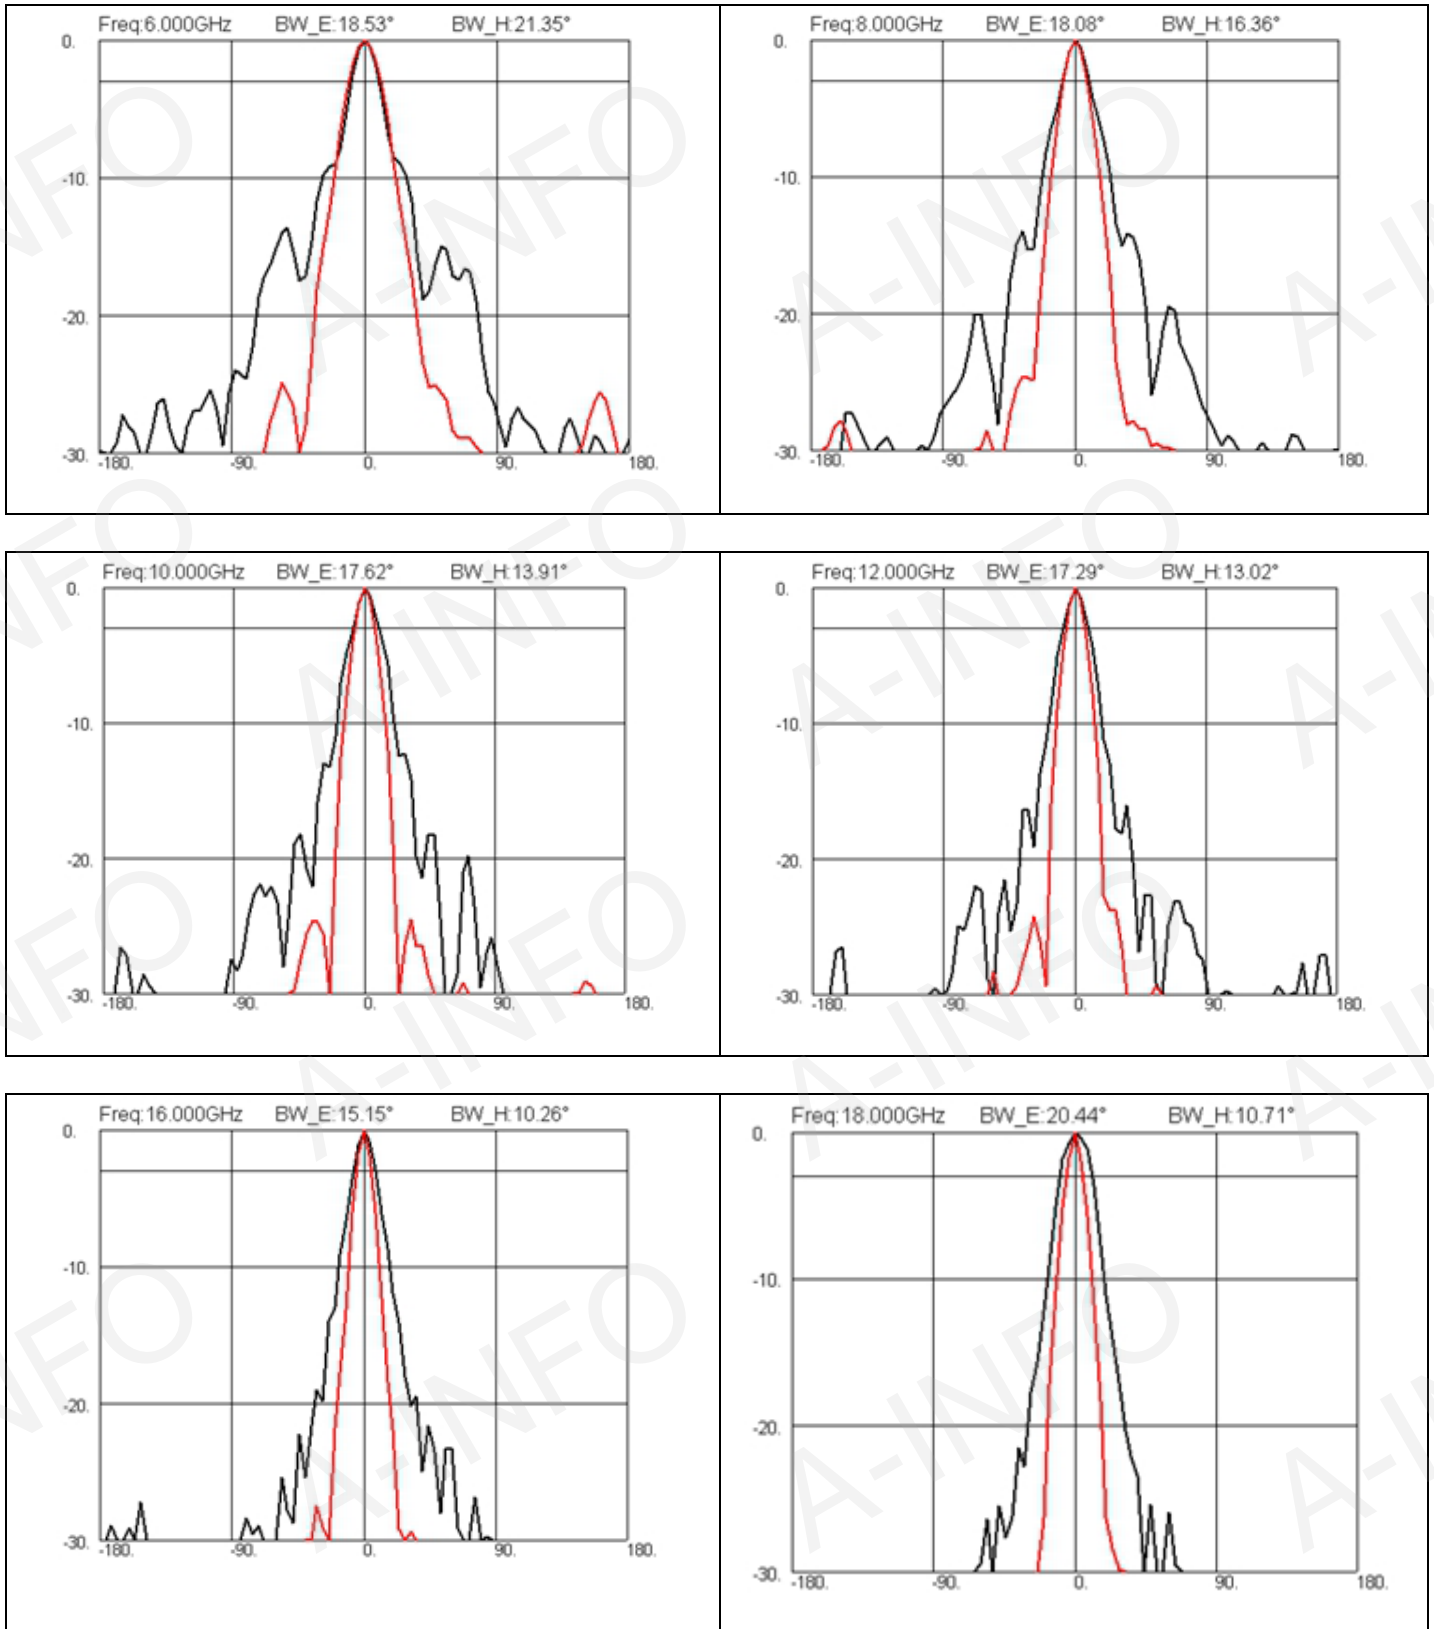 Freq:6.000GHz BW_E:18.53° BW_H:21.35°
0.
-10.
-20.
-30.
-180. -90. 0. 90. 180.
Freq:8.000GHz BW_E:18.08° BW_H:16.36°
0.
-10.
-20.
-30.
-180. -90. 0. 90. 180.
Freq:10.000GHz BW_E:17.62° BW_H:13.91°
0.
-10.
-20.
-30.
-180. -90. 0. 90. 180.
Freq:12.000GHz BW_E:17.29° BW_H:13.02°
0.
-10.
-20.
-30.
-180. -90. 0. 90. 180.
Freq:16.000GHz BW_E:15.15° BW_H:10.26°
0.
-10.
-20.
-30.
-180. -90. 0. 90. 180.
Freq:18.000GHz BW_E:20.44° BW_H:10.71°
0.
-10.
-20.
-30.
-180. -90. 0. 90. 180.
A-INFO